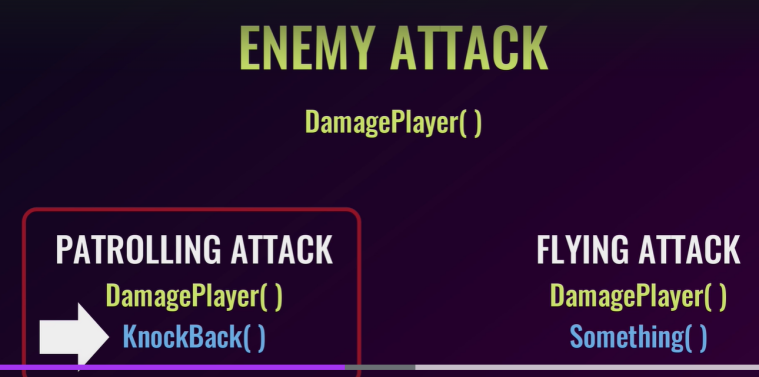 ENEMY ATTACK
DamagePlayer( )
PATROLLING ATTACK
DamagePlayer( )
KnockBack( )
FLYING ATTACK
DamagePlayer( )
Something( )